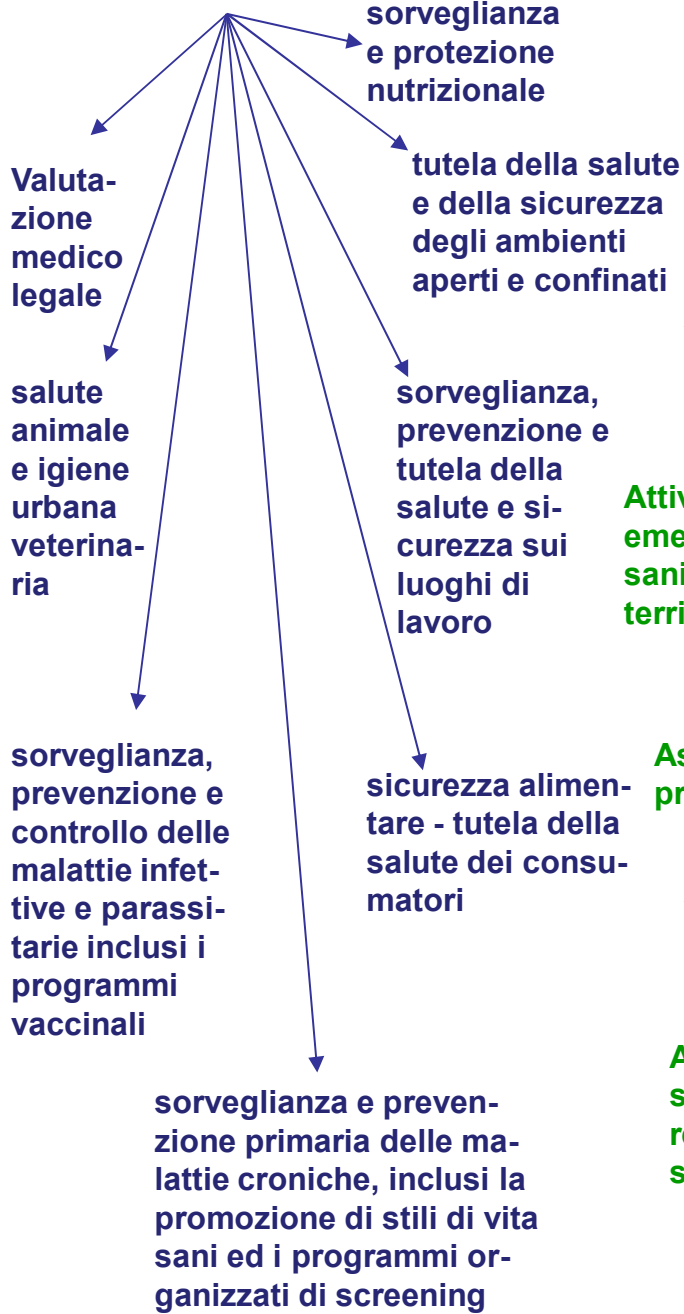 sorveglianza
e protezione
nutrizionale
Valuta-
zione
medico
legale
tutela della salute
e della sicurezza
degli ambienti
aperti e confinati
salute
animale
e igiene
urbana
veterina-
ria
sorveglianza,
prevenzione e
tutela della
salute e si-
curezza sui
luoghi di
lavoro
sorveglianza,
prevenzione e
controllo delle
malattie infet-
tive e parassi-
tarie inclusi i
programmi
vaccinali
sicurezza alimen-
tare - tutela della
salute dei consu-
matori
sorveglianza e preven-
zione primaria delle ma-
lattie croniche, inclusi la
promozione di stili di vita
sani ed i programmi or-
ganizzati di screening